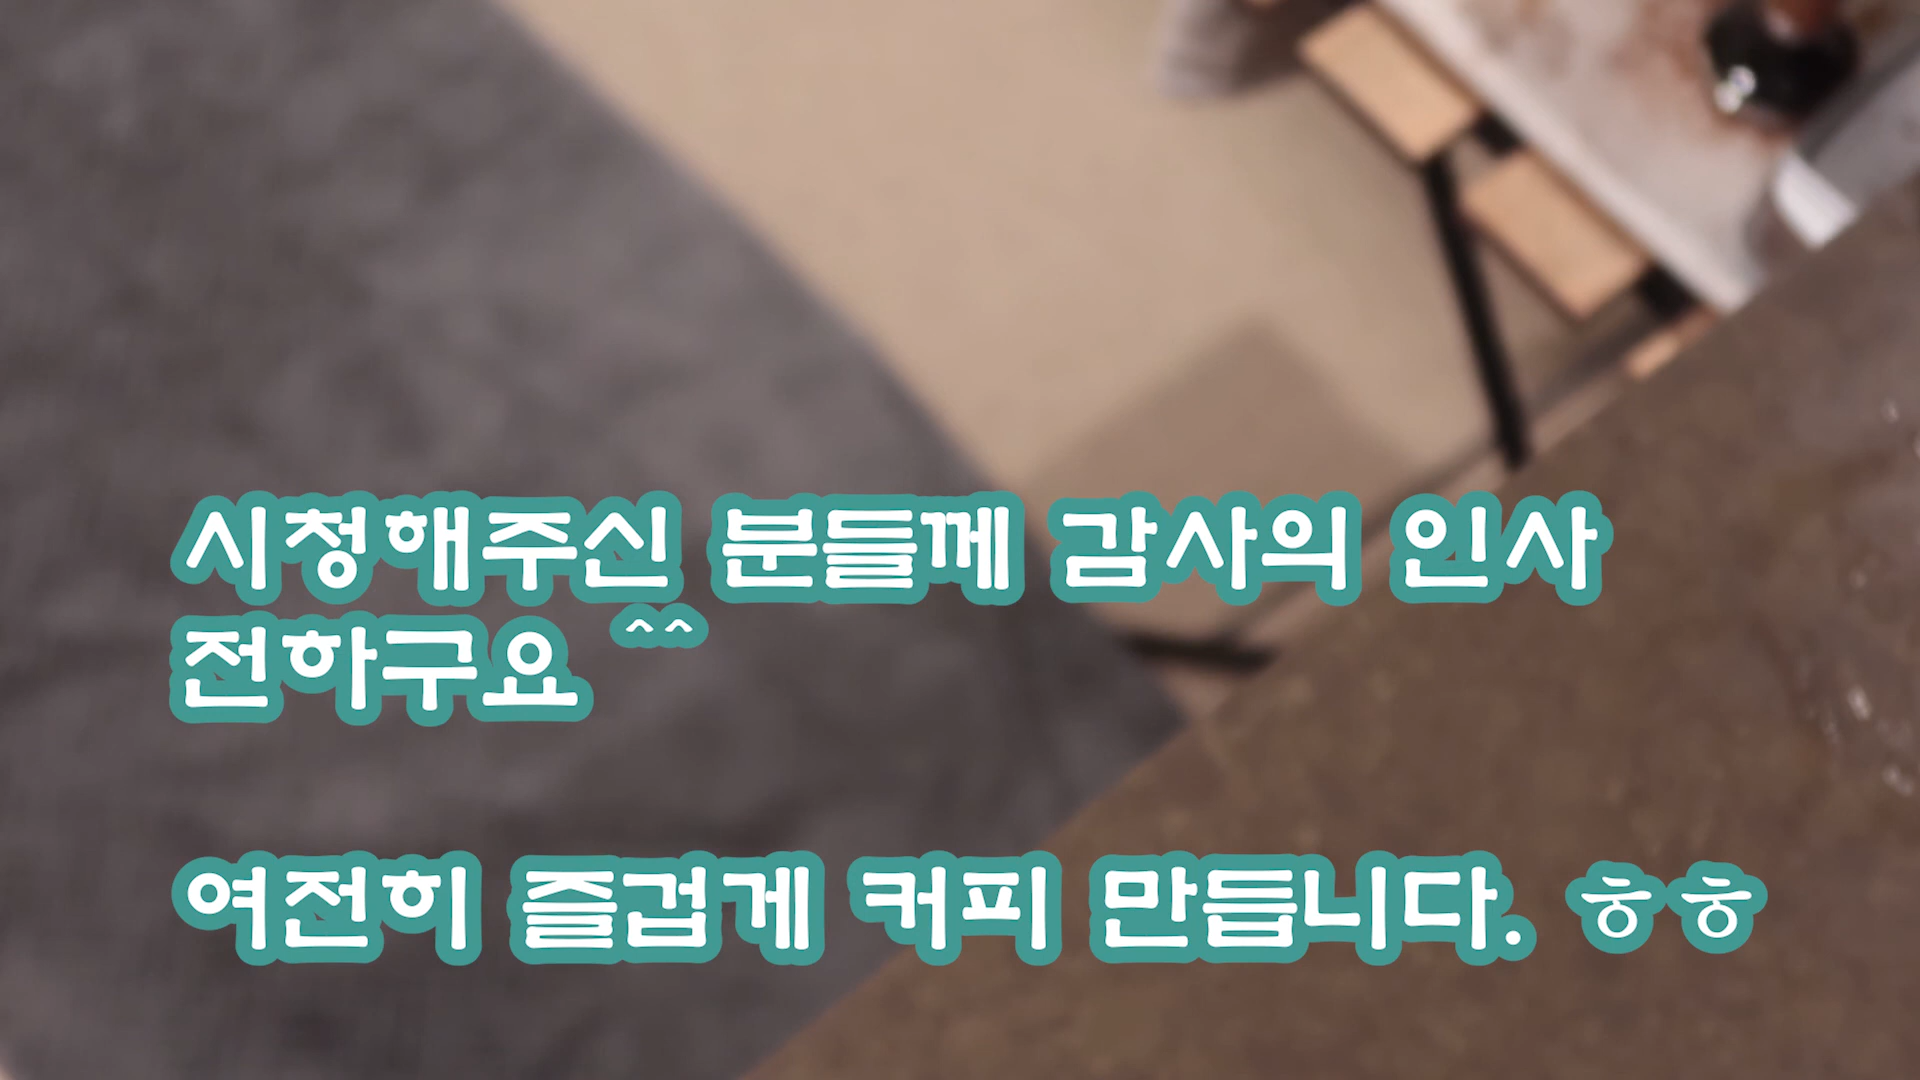 시청해주신 분들께 감사의 인사
전하구요 ^^
여전히 즐겁게 커피 만듭니다. ㅎㅎ